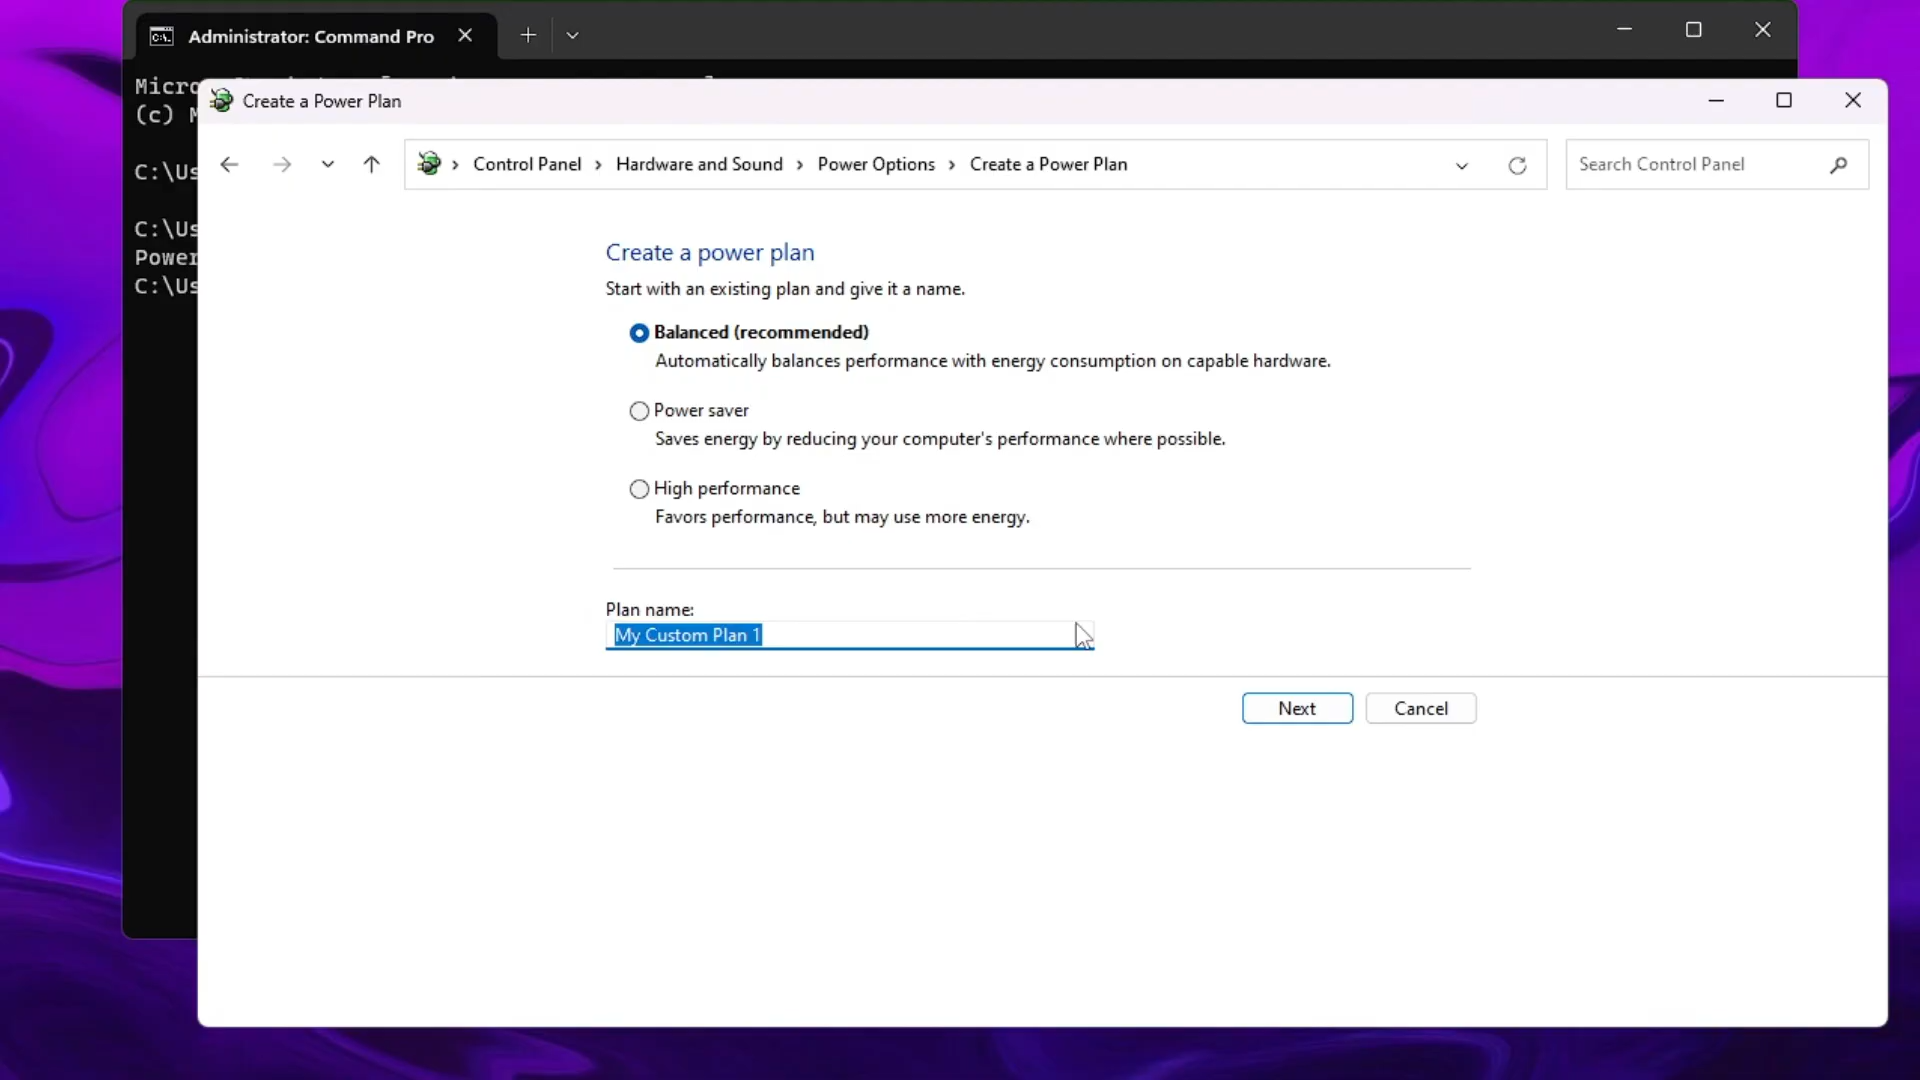 Administrator: Command Pro
Micro
(c) M
C:\Us
C:\Us
Power
C:\Us
Create a Power Plan
Control Panel > Hardware and Sound > Power Options > Create a Power Plan
Search Control Panel
Create a power plan
Start with an existing plan and give it a name.
Balanced (recommended)
Automatically balances performance with energy consumption on capable hardware.
Power saver
Saves energy by reducing your computer's performance where possible.
High performance
Favors performance, but may use more energy.
Plan name:
My Custom Plan 1
Next
Cancel